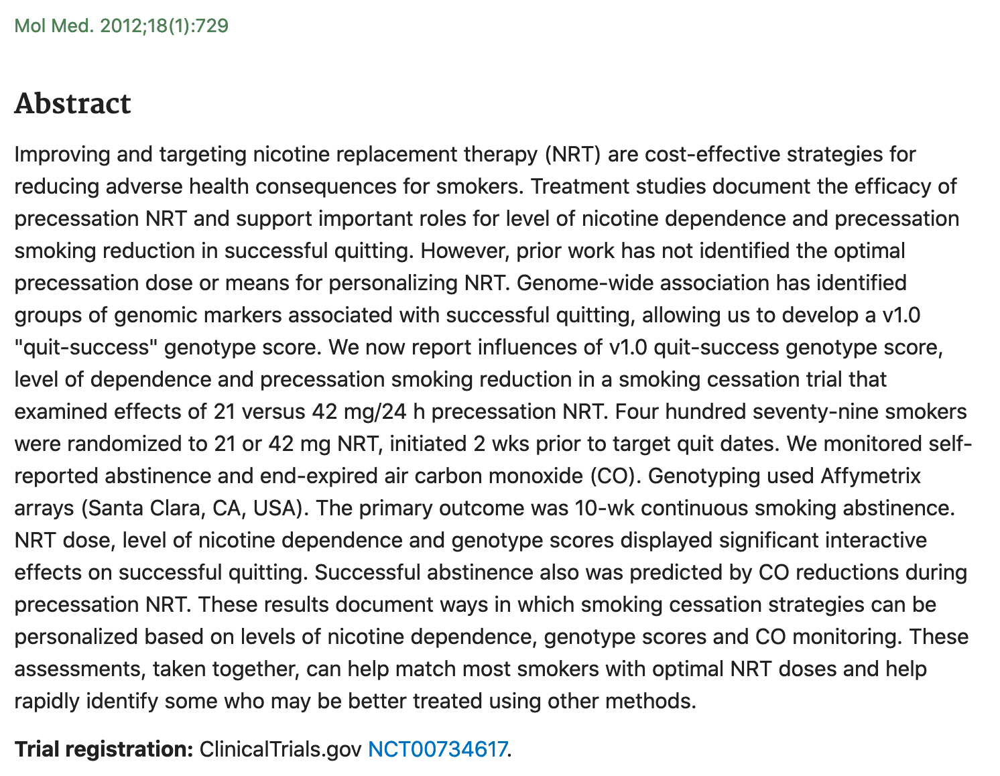 Mol Med. 2012;18(1):729
Abstract
Improving and targeting nicotine replacement therapy (NRT) are cost-effective strategies for
reducing adverse health consequences for smokers. Treatment studies document the efficacy of
precessation NRT and support important roles for level of nicotine dependence and precessation
smoking reduction in successful quitting. However, prior work has not identified the optimal
precessation dose or means for personalizing NRT. Genome-wide association has identified
groups of genomic markers associated with successful quitting, allowing us to develop a v1.0
"quit-success" genotype score. We now report influences of v1.0 quit-success genotype score,
level of dependence and precessation smoking reduction in a smoking cessation trial that
examined effects of 21 versus 42 mg/24 h precessation NRT. Four hundred seventy-nine smokers
were randomized to 21 or 42 mg NRT, initiated 2 wks prior to target quit dates. We monitored self-
reported abstinence and end-expired air carbon monoxide (CO). Genotyping used Affymetrix
arrays (Santa Clara, CA, USA). The primary outcome was 10-wk continuous smoking abstinence.
NRT dose, level of nicotine dependence and genotype scores displayed significant interactive
effects on successful quitting. Successful abstinence also was predicted by CO reductions during
precessation NRT. These results document ways in which smoking cessation strategies can be
personalized based on levels of nicotine dependence, genotype scores and CO monitoring. These
assessments, taken together, can help match most smokers with optimal NRT doses and help
rapidly identify some who may be better treated using other methods.
Trial registration: ClinicalTrials.gov NCT00734617.